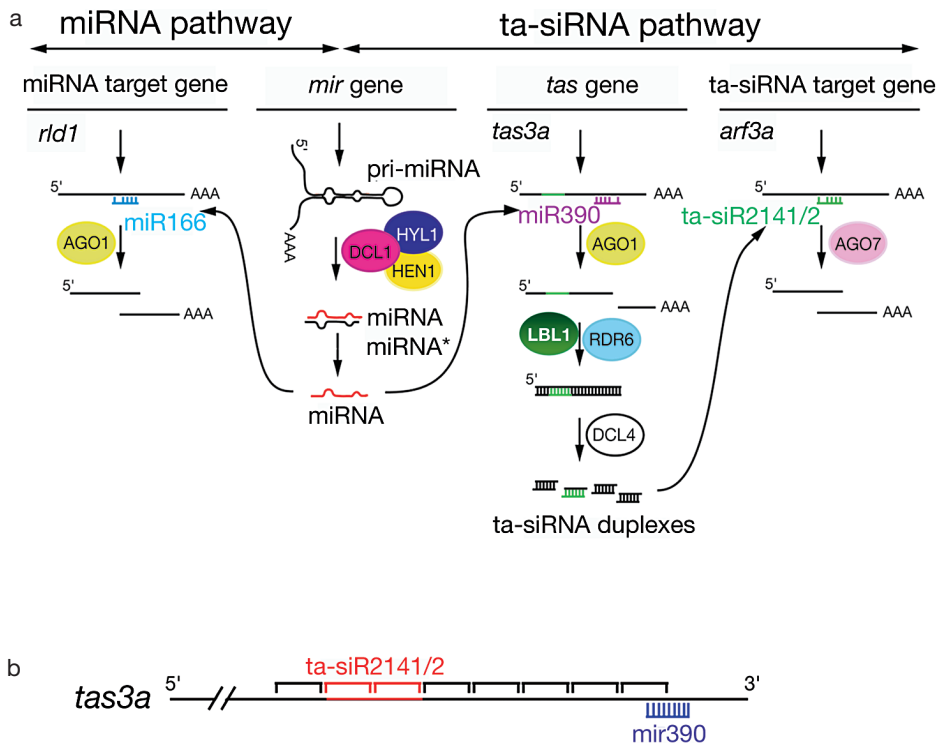 a
miRNA pathway
ta-siRNA pathway
miRNA target gene
mir gene
tas gene
ta-siRNA target gene
rld1
tas3a
arf3a
5'
pri-miRNA
5'
AAA
5'
AAA
5'
AAA
miR166
miR390
ta-siR2141/2
AGO1
AAA
DCL1
HYL1
HEN1
AGO1
AGO7
5'
AAA
AAA
5'
AAA
miRNA
miRNA*
LBL1
RDR6
5'
miRNA
DCL4
ta-siRNA duplexes
b
ta-siR2141/2
tas3a
5'
3'
mir390